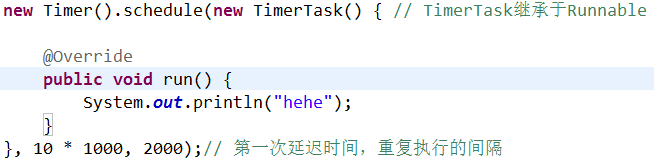 new Timer().schedule(new TimerTask() { // TimerTask继承于Runnable
@Override
public void run() {
System.out.println("hehe");
}
}, 10 * 1000, 2000);// 第一次延迟时间，重复执行的间隔